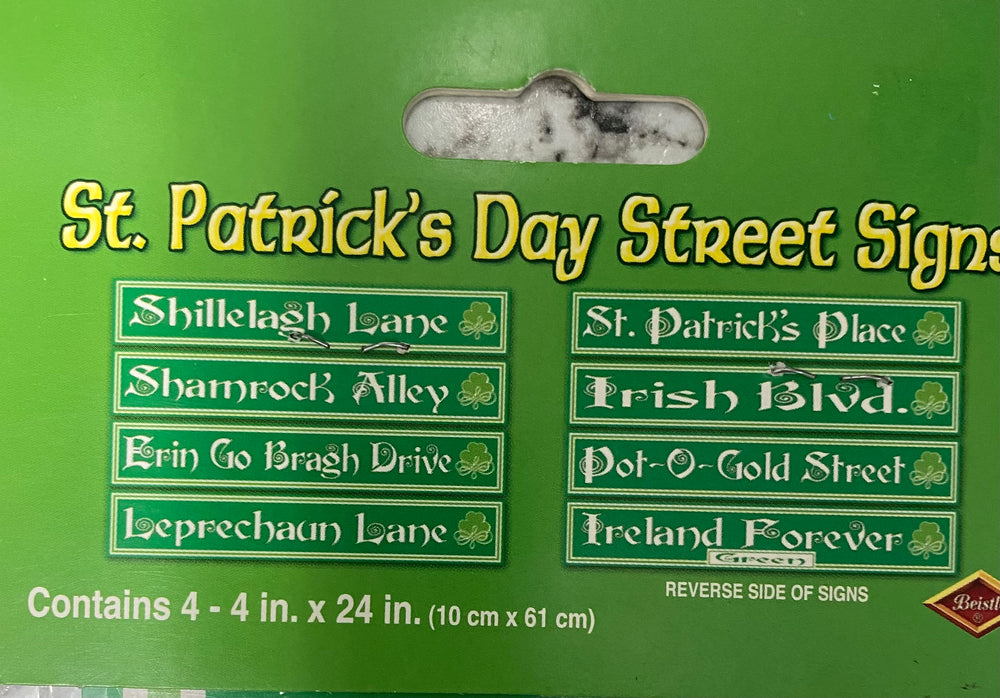 St. Patrick's Day Street Signs
Shillelagh Lane
Shamrock Alley
Erin Go Bragh Drive
Leprechaun Lane
St. Patrick's Place
Irish Blvd.
Pot-O-Gold Street
Ireland Forever
Green
REVERSE SIDE OF SIGNS
Contains 4 - 4 in. x 24 in. (10 cm x 61 cm)
Beistl
®